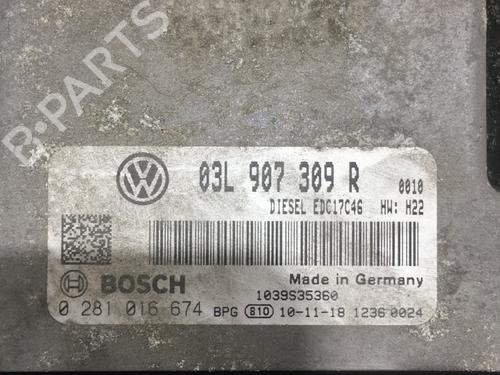 B-PARTS
03L 907 309 R 0010
DIESEL EDC17C46 HW: H22
BOSCH Made in Germany
1039S35360
0 281 016 674 BPG 810 10-11-18 1236 0024